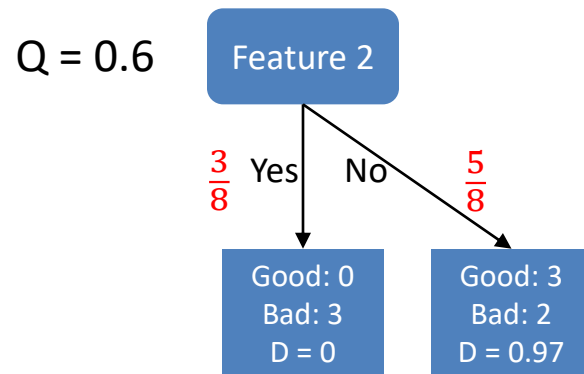 Q = 0.6
Feature 2
3/8 Yes No 5/8
Good: 0
Bad: 3
D = 0
Good: 3
Bad: 2
D = 0.97